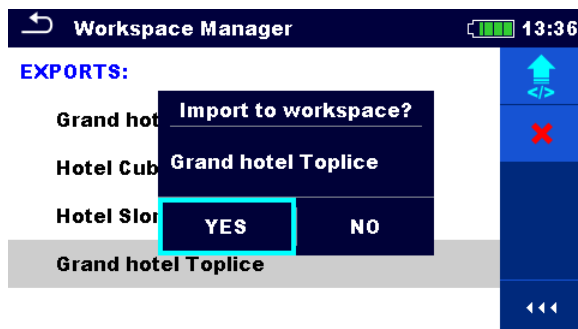 Workspace Manager
13:36
EXPORTS:
</>
Grand hot
Import to workspace?
Hotel Cub
Grand hotel Toplice
Hotel
YES
NO
Grand hotel Toplice